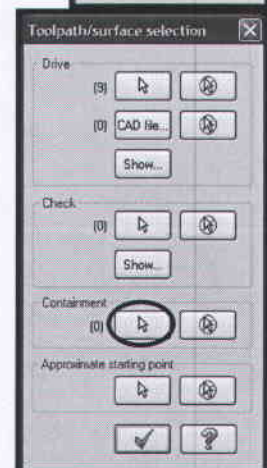 Toolpath/surface selection
Drive
(9)
(0) CAD file...
Show...
Check
(0)
Show...
Containment
(0)
Approximate starting point